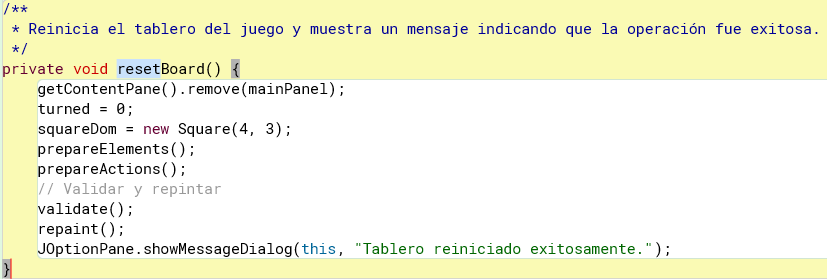 /**
 * Reinicia el tablero del juego y muestra un mensaje indicando que la operación fue exitosa.
 */
private void resetBoard() {
    getContentPane().remove(mainPanel);
    turned = 0;
    squareDom = new Square(4, 3);
    prepareElements();
    prepareActions();
    // Validar y repintar
    validate();
    repaint();
    JOptionPane.showMessageDialog(this, "Tablero reiniciado exitosamente.");
}